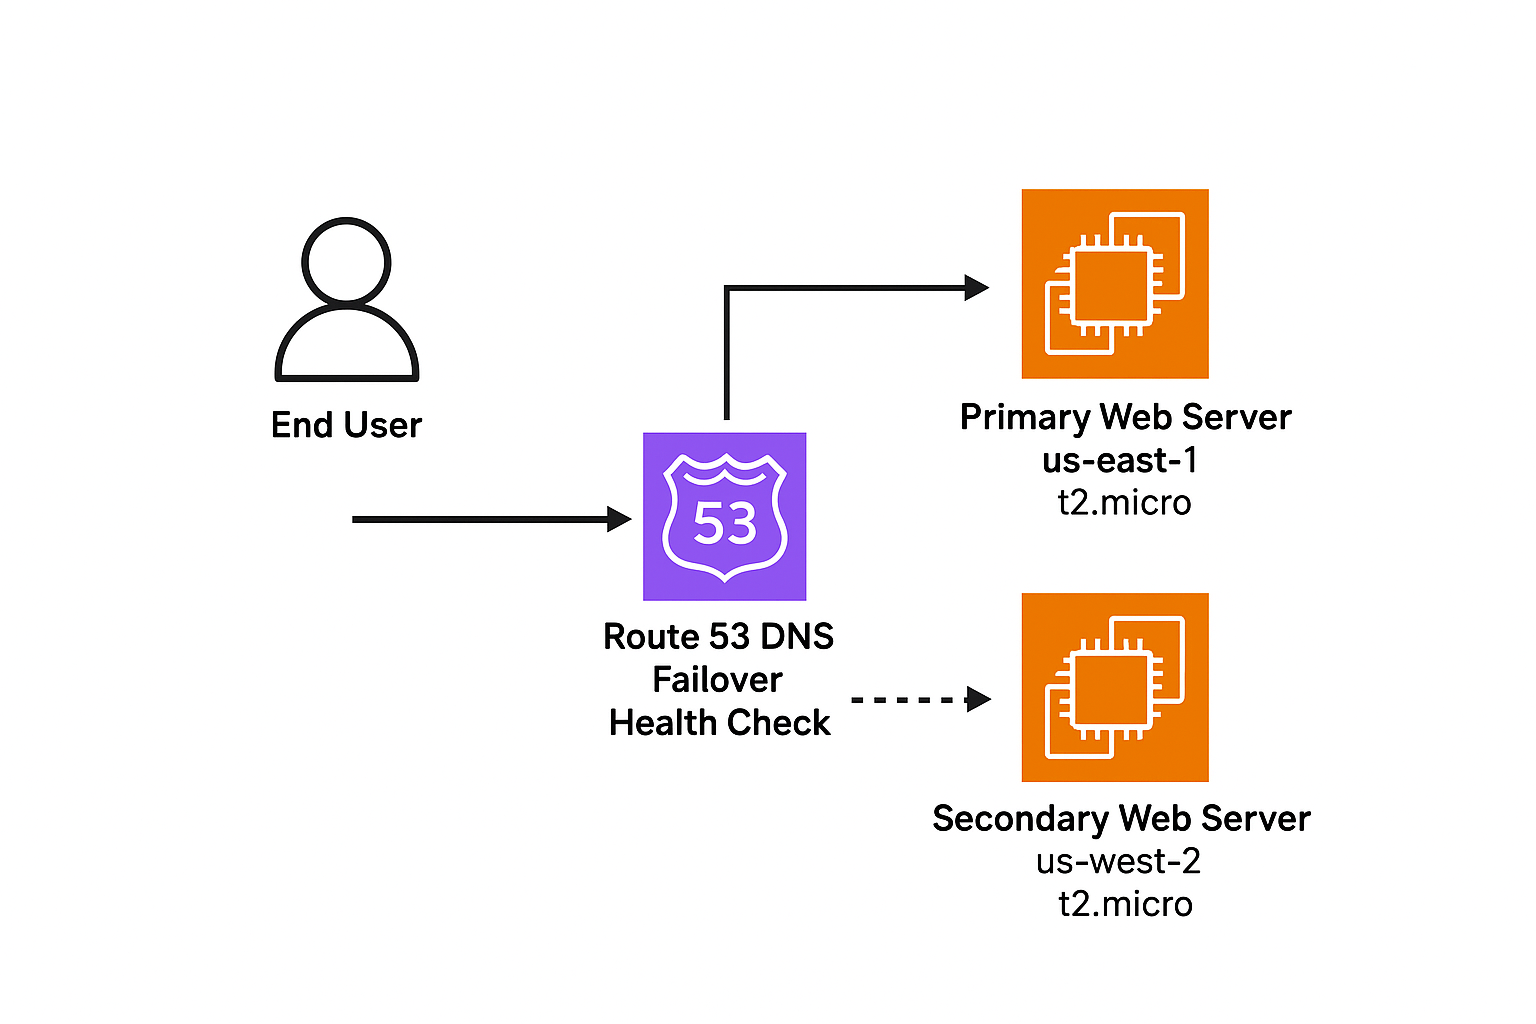 End User
53
Route 53 DNS
Failover
Health Check
Primary Web Server
us-east-1
t2.micro
Secondary Web Server
us-west-2
t2.micro